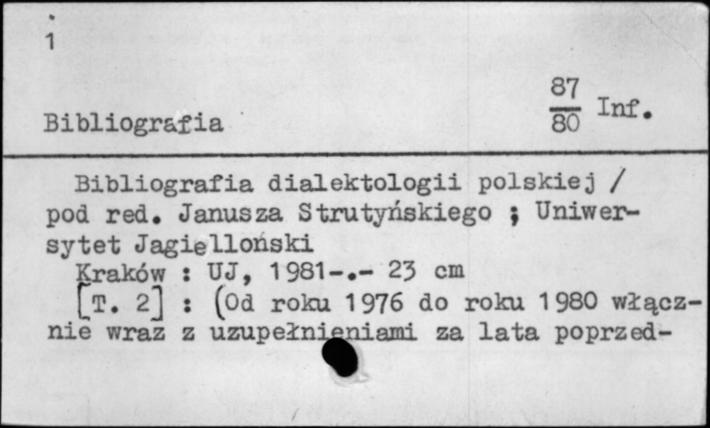 1
87
80 Inf.
Bibliografia
Bibliografia dialektologii polskiej /
pod red. Janusza Strutyńskiego ; Uniwer-
sytet Jagielloński
Kraków : UJ, 1981-.- 23 cm
[T. 2] : (Od roku 1976 do roku 1980 włącz-
nie wraz z uzupełnieniami za lata poprzed-